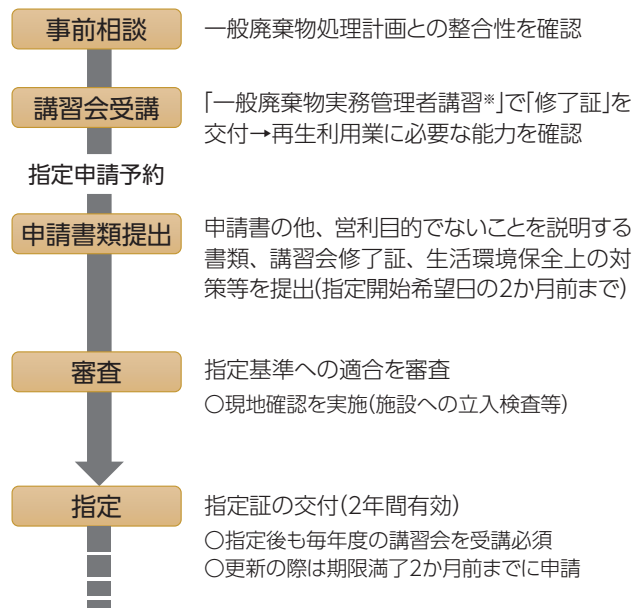 事前相談
一般廃棄物処理計画との整合性を確認
講習会受講
「一般廃棄物実務管理者講習※」で「修了証」を
交付→再生利用業に必要な能力を確認
指定申請予約
申請書類提出
申請書の他、営利目的でないことを説明する
書類、講習会修了証、生活環境保全上の対
策等を提出(指定開始希望日の2か月前まで)
審査
指定基準への適合を審査
○現地確認を実施(施設への立入検査等)
指定
指定証の交付(2年間有効)
○指定後も毎年度の講習会を受講必須
○更新の際は期限満了2か月前までに申請